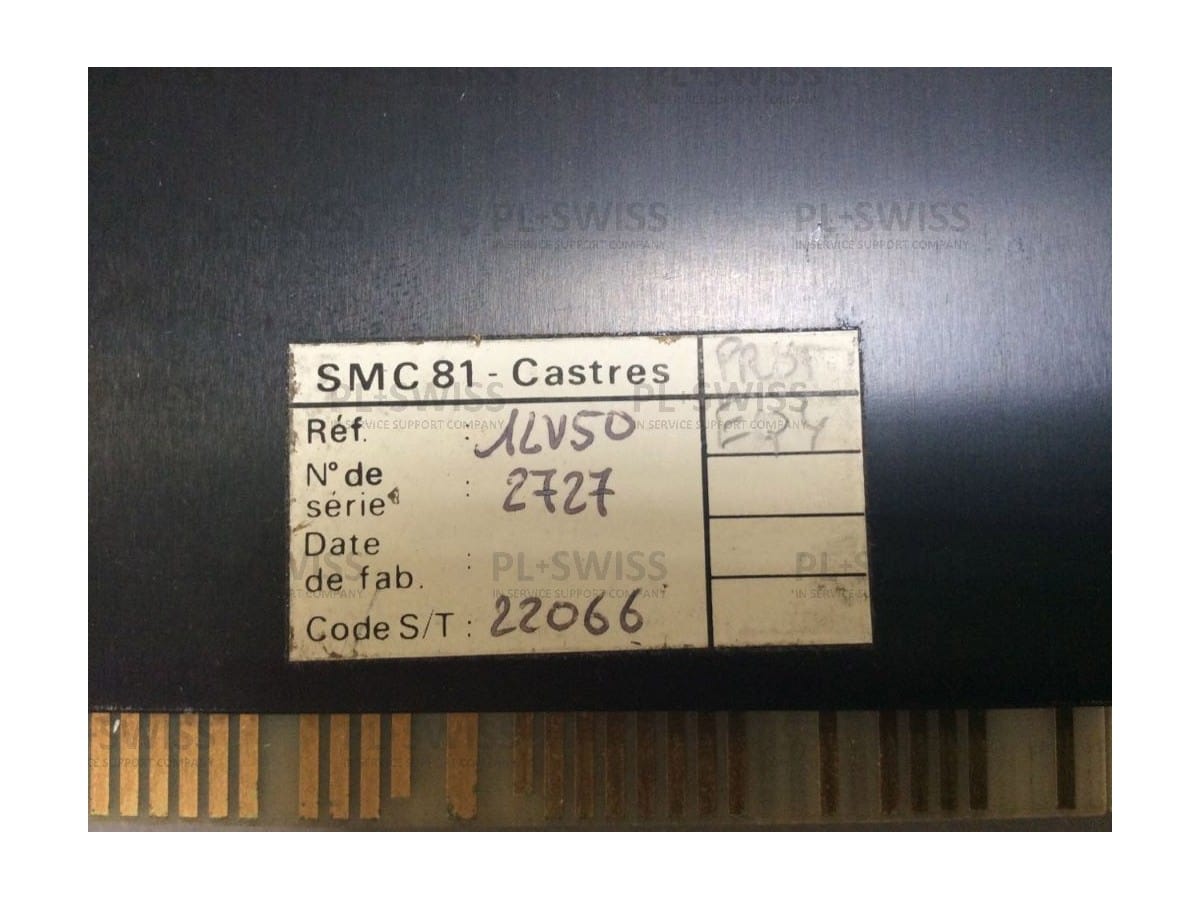 SMC 81 - Castres
Réf. : 1LV50
N° de série : 2727
Date de fab. :
Code S/T : 22066
PROT
PL+SWISS
IN SERVICE SUPPORT COMPANY